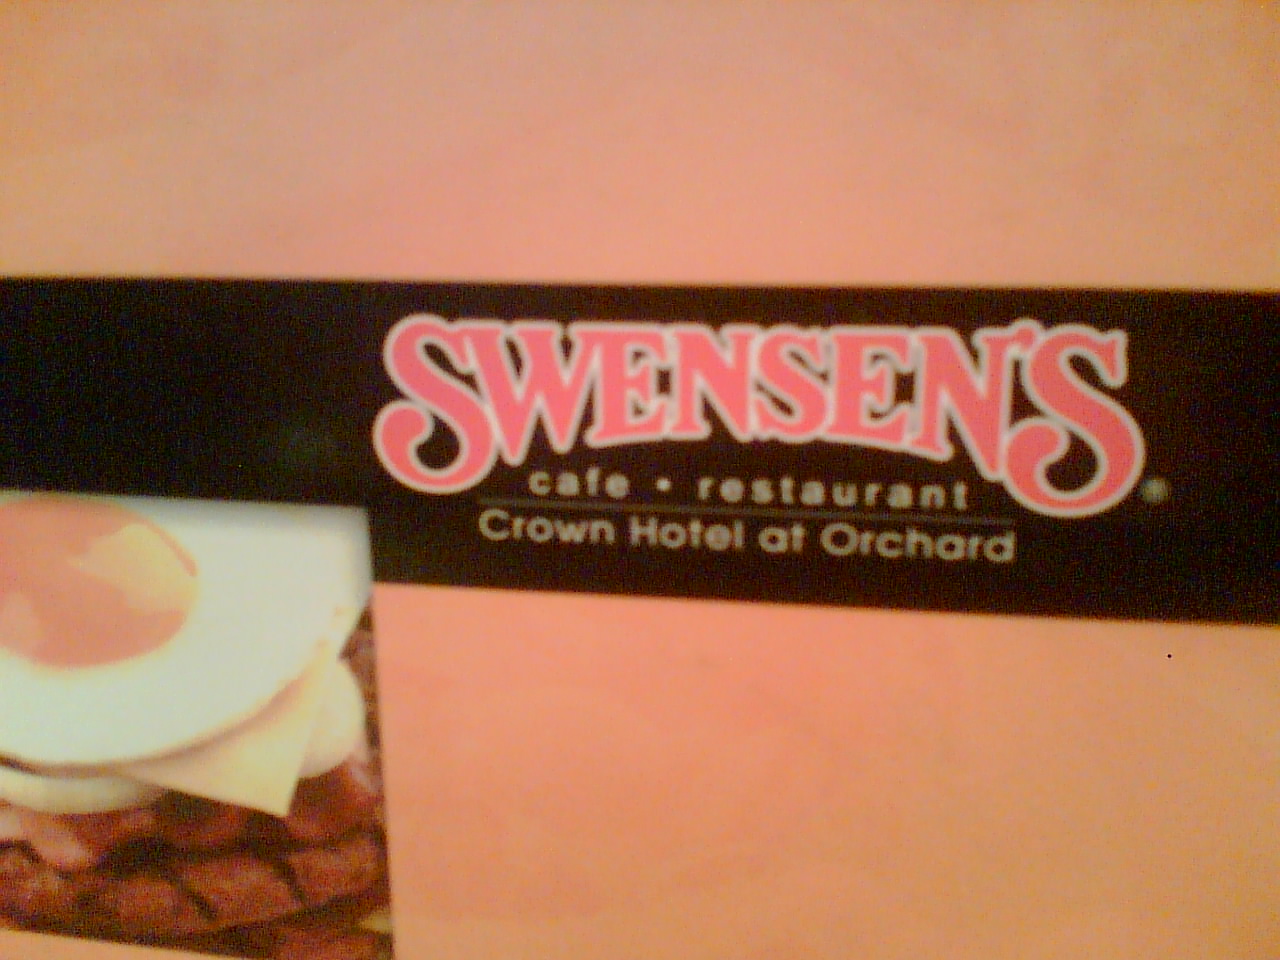 SWENSEN'S
cafe • restaurant
Crown Hotel at Orchard